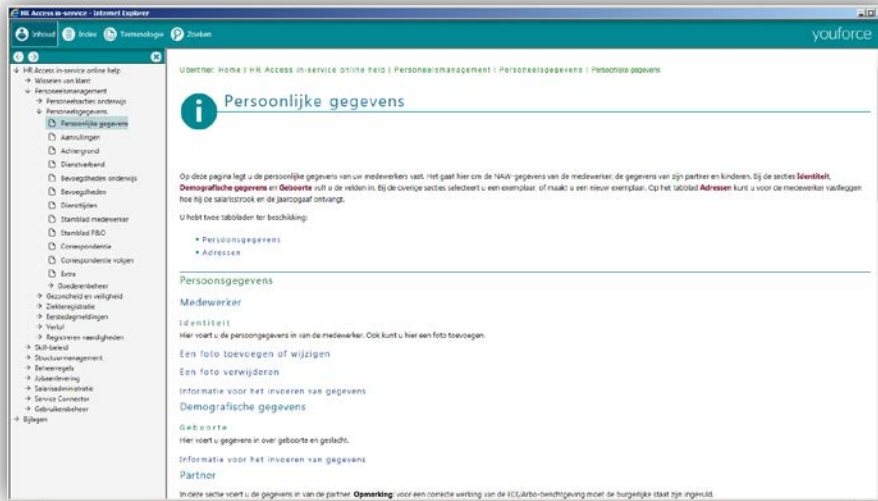 HR Access in-service - Internet Explorer
Inhoud Index Terminologie Zoeken
youforce
HR Access in-service online help
Wisselen van klant
Personeelsmanagement
Personeelsacties onderwijs
Personeelsgegevens
Persoonlijke gegevens
Aanvullingen
Achtergrond
Dienstverband
Bevoegdheden onderwijs
Bevoegdheden
Diensttijden
Stamblad medewerker
Stamblad P&O
Correspondentie
Correspondentie volgen
Extra
Goederenbeheer
Gezondheid en veiligheid
Ziekteregistratie
Eerstedagmeldingen
Verlof
Registreren vaardigheden
Skill-beleid
Structuurmanagement
Beheerregels
Jobaanlevering
Salarisadministratie
Service Connector
Gebruikersbeheer
Bijlagen
U bent hier: Home | HR Access in-service online help | Personeelsmanagement | Personeelsgegevens | Persoonlijke gegevens
Persoonlijke gegevens
Op deze pagina legt u de persoonlijke gegevens van uw medewerkers vast. Het gaat hier om de NAW-gegevens van de medewerker, de gegevens van zijn partner en kinderen. Bij de secties Identiteit,
Demografische gegevens en Geboorte vult u de velden in. Bij de overige secties selecteert u een exemplaar, of maakt u een nieuw exemplaar. Op het tabblad Adressen kunt u voor de medewerker vastleggen
hoe hij de salarisstrook en de jaaropgaaf ontvangt.
U hebt twee tabbladen ter beschikking:
• Persoonsgegevens
• Adressen
Persoonsgegevens
Medewerker
Identiteit
Hier voert u de persoonsgegevens in van de medewerker. Ook kunt u hier een foto toevoegen.
Een foto toevoegen of wijzigen
Een foto verwijderen
Informatie voor het invoeren van gegevens
Demografische gegevens
Geboorte
Hier voert u gegevens in over geboorte en geslacht.
Informatie voor het invoeren van gegevens
Partner
In deze sectie voert u de gegevens in van de partner. Opmerking: voor een correcte werking van de ECE/Arbo-berichtgeving moet de burgerlijke staat zijn ingevuld.